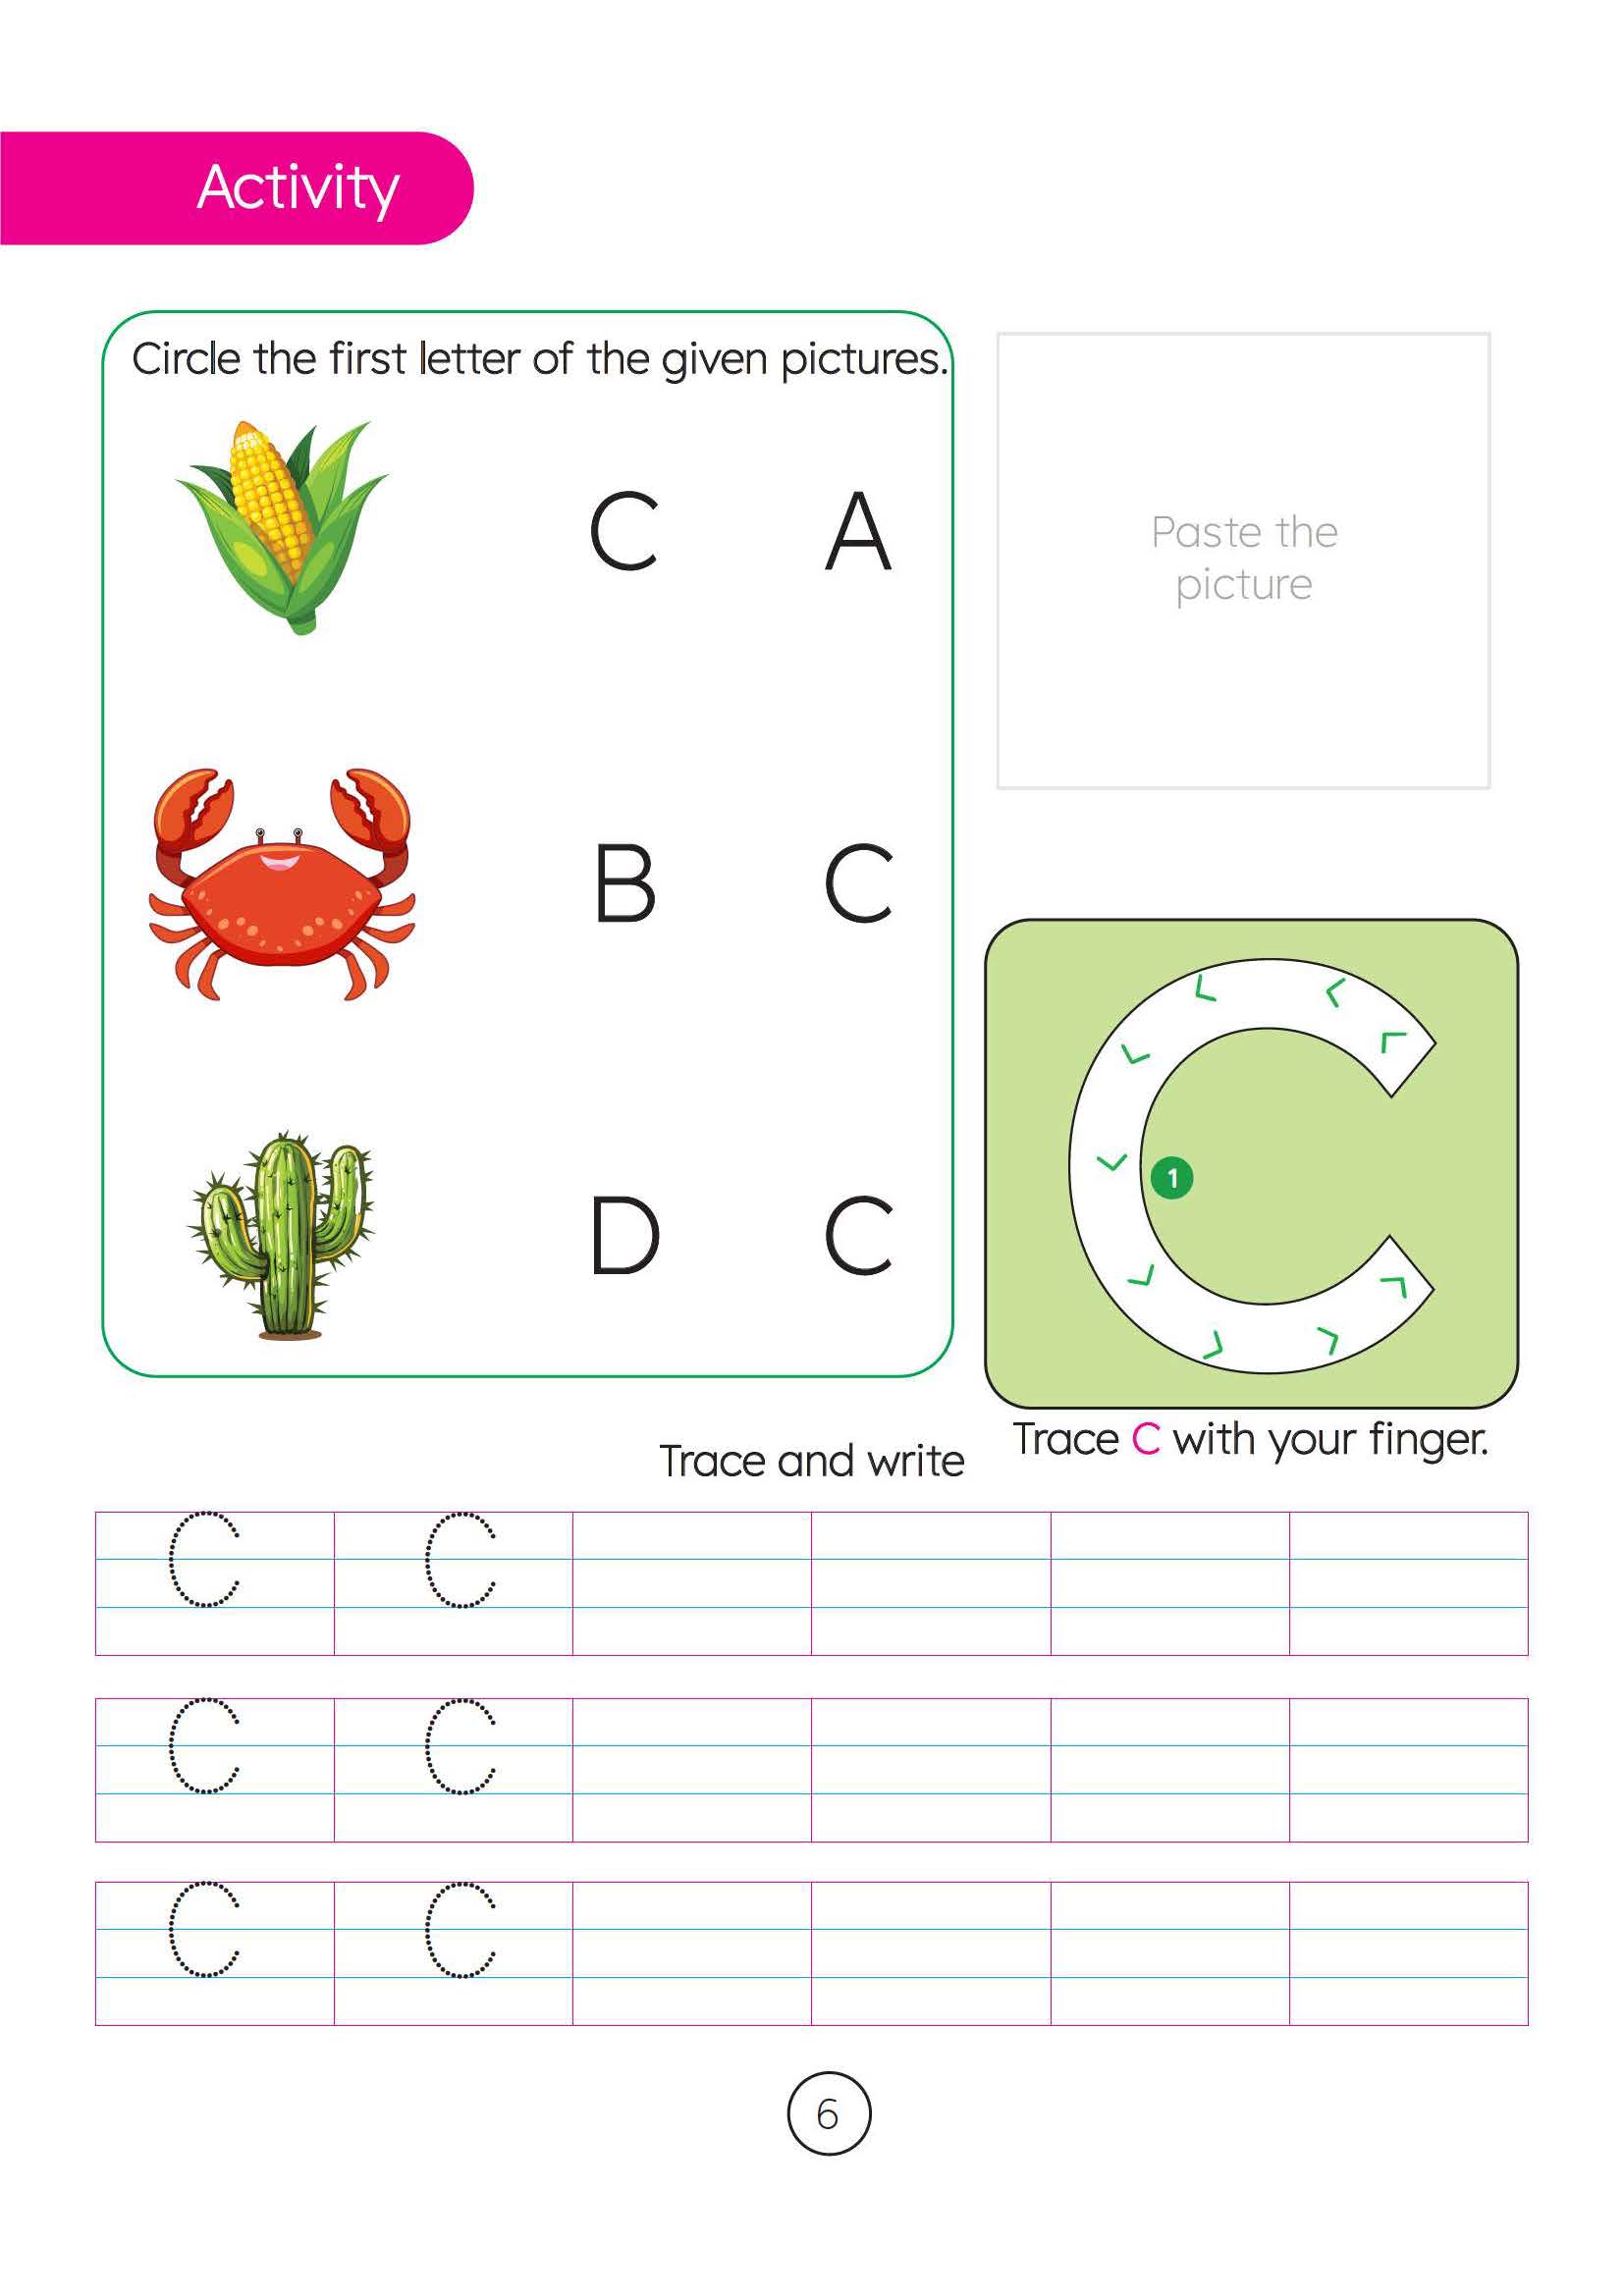 Activity
Circle the first letter of the given pictures.
C A
B C
D C
Paste the
picture
1
Trace C with your finger.
Trace and write
C C
C C
C C
6